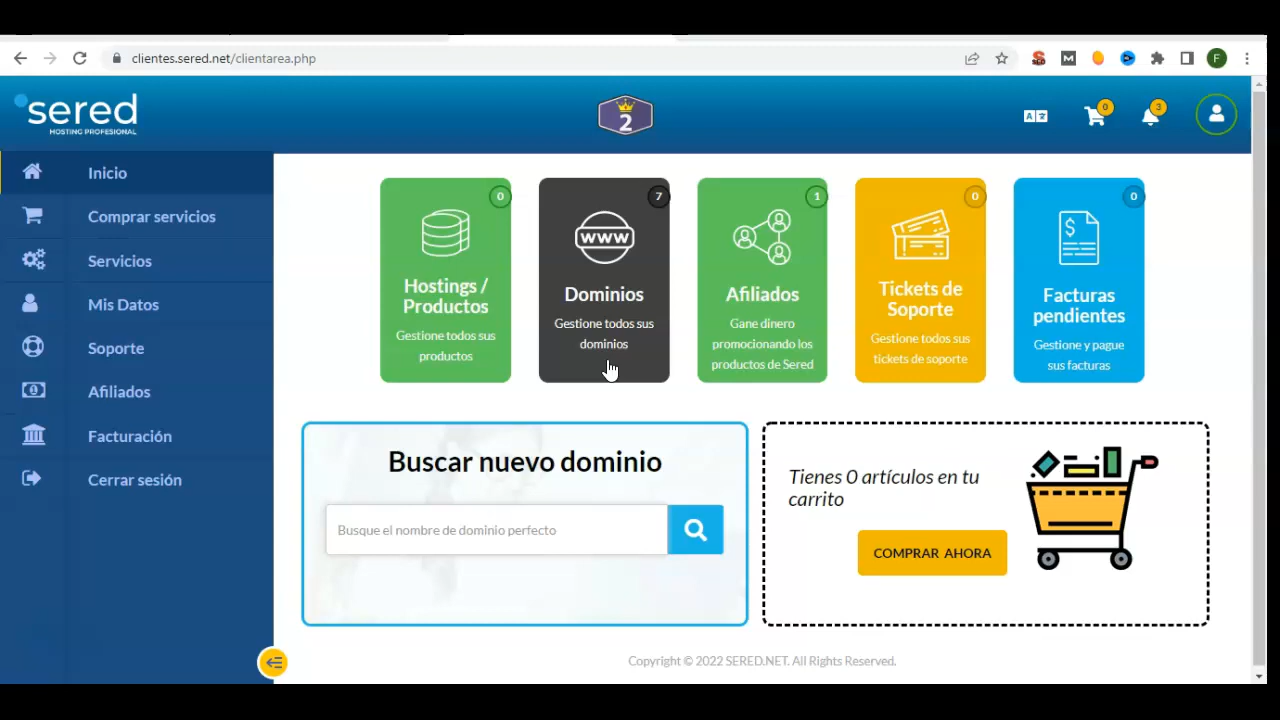 clientes.sered.net/clientarea.php
F
sered
HOSTING PROFESIONAL
2
0
3
Inicio
Comprar servicios
Servicios
Mis Datos
Soporte
Afiliados
Facturación
Cerrar sesión
0
Hostings /
Productos
Gestione todos sus
productos
7
www
Dominios
Gestione todos sus
dominios
1
Afiliados
Gane dinero
promocionando los
productos de Sered
0
Tickets de
Soporte
Gestione todos sus
tickets de soporte
0
$
Facturas
pendientes
Gestione y pague
sus facturas
Buscar nuevo dominio
Busque el nombre de dominio perfecto
Tienes 0 artículos en tu
carrito
COMPRAR AHORA
Copyright © 2022 SERED.NET. All Rights Reserved.